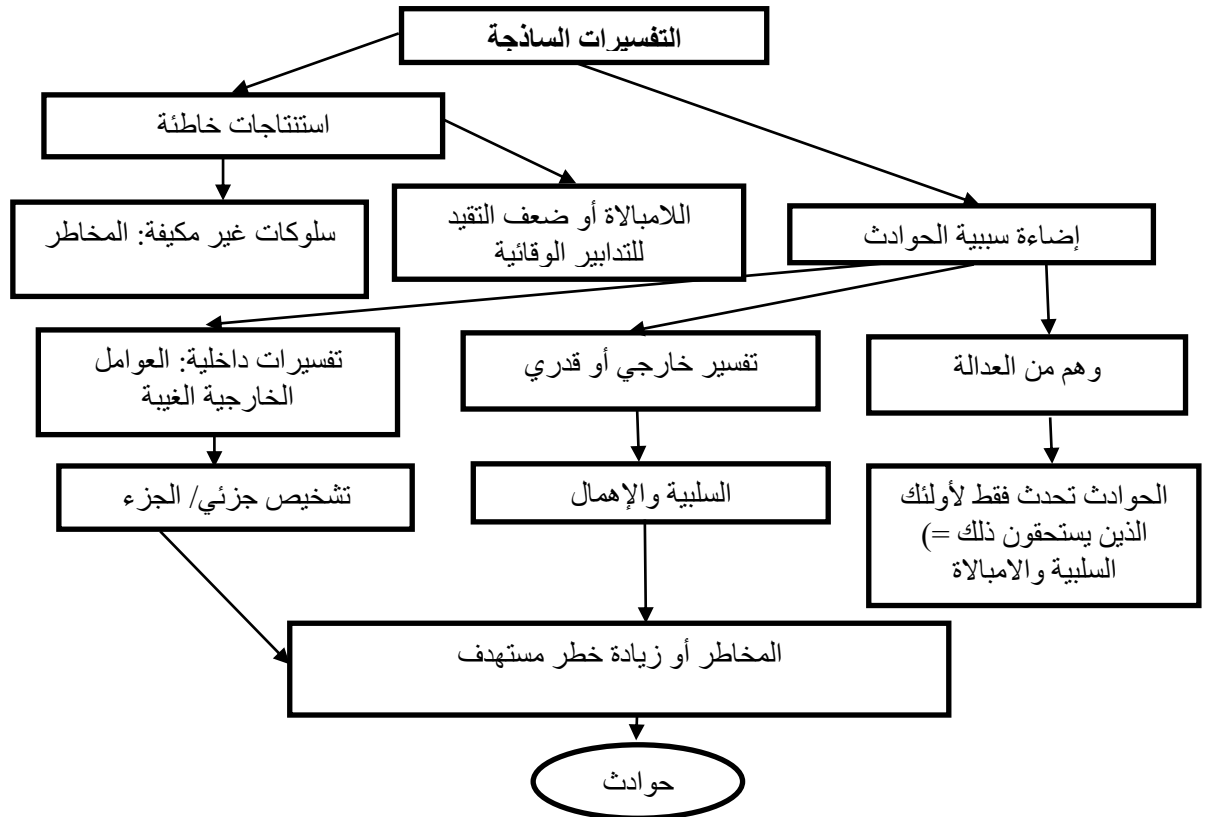 التفسيرات الساذجة
استنتاجات خاطئة
سلوكات غير مكيفة: المخاطر
اللامبالاة أو ضعف التقيد
للتدابير الوقائية
إضاءة سببية الحوادث
تفسيرات داخلية: العوامل
الخارجية الغيبة
تفسير خارجي أو قدري
وهم من العدالة
تشخيص جزئي/ الجزء
السلبية والإهمال
الحوادث تحدث فقط لأولئك
الذين يستحقون ذلك =)
السلبية والامبالاة
المخاطر أو زيادة خطر مستهدف
حوادث